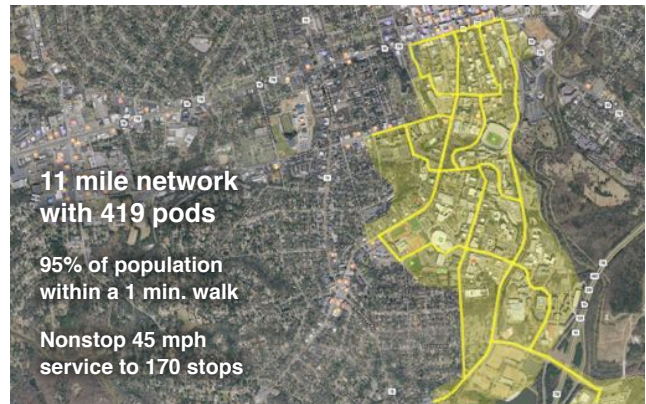 11 mile network
with 419 pods
95% of population
within a 1 min. walk
Nonstop 45 mph
service to 170 stops